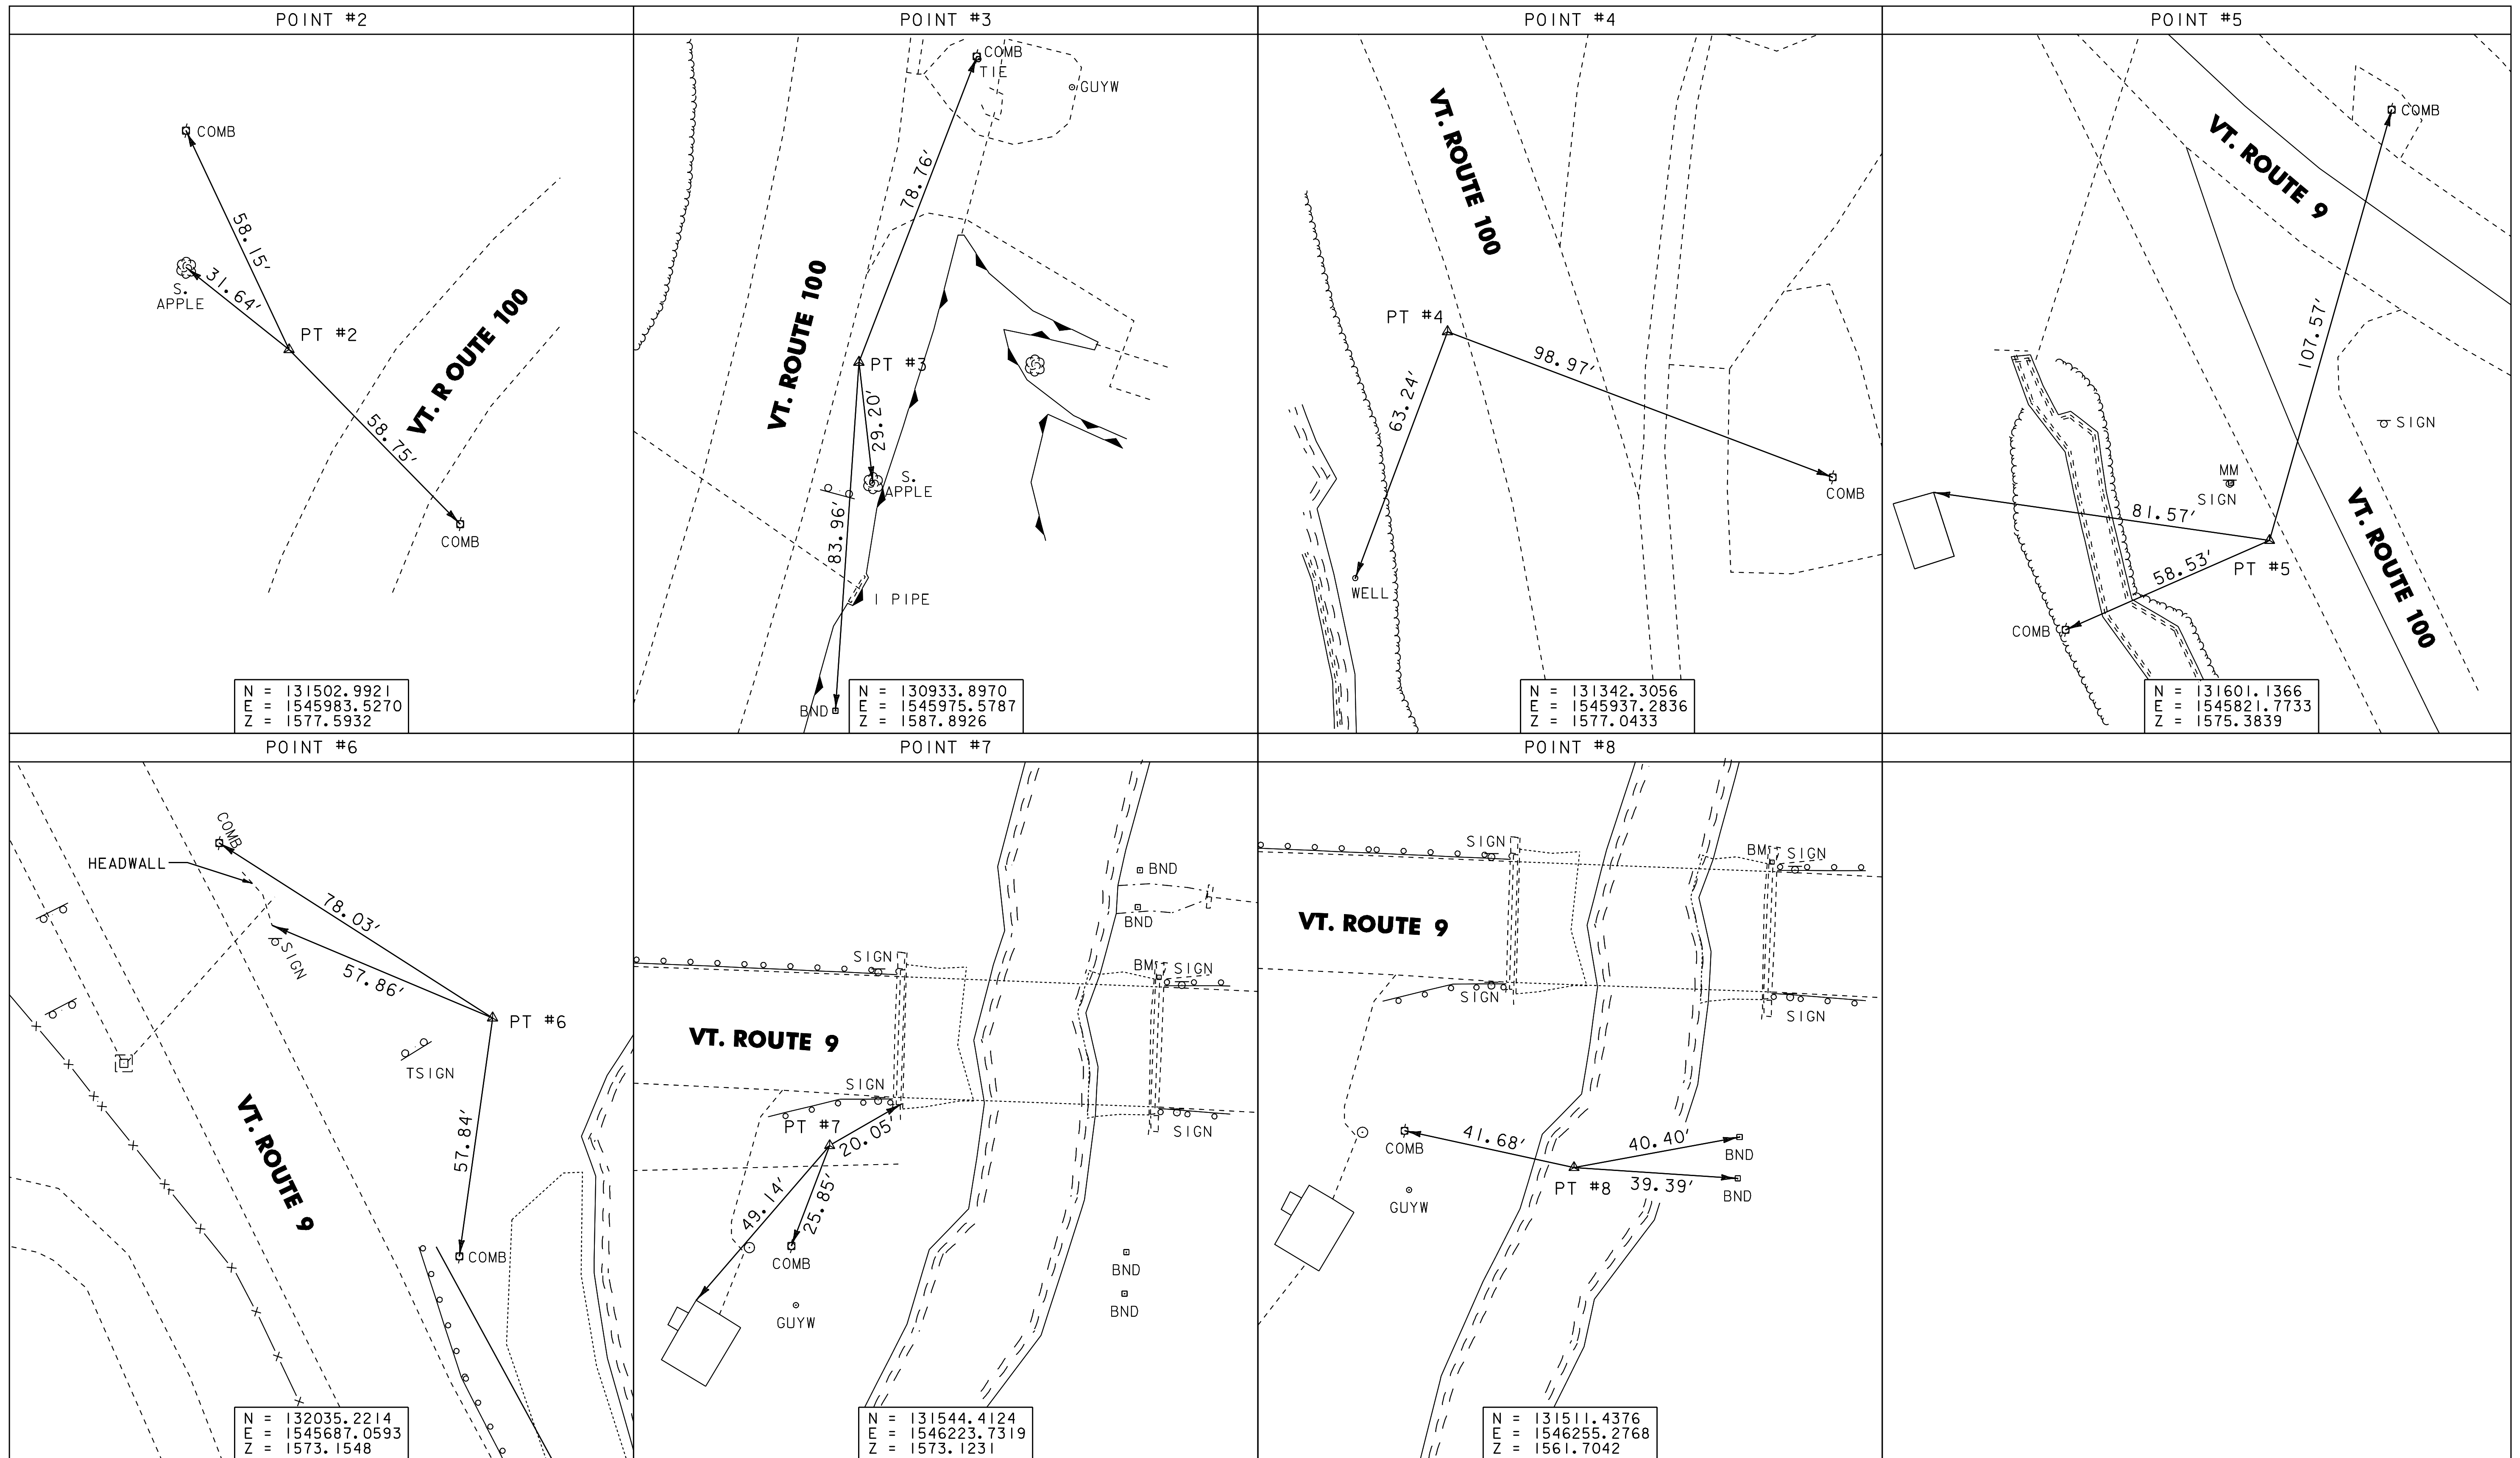 POINT #2
COMB
58.15'
31.64'
S.
APPLE
PT #2
VT. R OUTE 100
58.75'
COMB
N = 131502.9921
E = 1545983.5270
Z = 1577.5932
POINT #3
COMB
TIE
GUYW
78.76'
VT. ROUTE 100
PT #3
29.20'
S.
APPLE
83.96'
I PIPE
BND
N = 130933.8970
E = 1545975.5787
Z = 1587.8926
POINT #4
VT. ROUTE 100
PT #4
98.97'
63.24'
COMB
WELL
N = 131342.3056
E = 1545937.2836
Z = 1577.0433
POINT #5
COMB
VT. ROUTE 9
107.57'
SIGN
MM
SIGN
81.57'
58.53'
PT #5
VT. ROUTE 100
COMB
N = 131601.1366
E = 1545821.7733
Z = 1575.3839
POINT #6
COMB
HEADWALL
78.03'
SIGN
57.86'
PT #6
TSIGN
VT. ROUTE 9
57.84'
COMB
N = 132035.2214
E = 1545687.0593
Z = 1573.1548
POINT #7
BND
BND
SIGN
BM
SIGN
VT. ROUTE 9
SIGN
PT #7
20.05'
SIGN
49.14'
25.85'
COMB
BND
BND
GUYW
N = 131544.4124
E = 1546223.7319
Z = 1573.1231
POINT #8
SIGN
BM
SIGN
VT. ROUTE 9
SIGN
SIGN
41.68'
COMB
40.40'
BND
PT #8
39.39'
BND
GUYW
N = 131511.4376
E = 1546255.2768
Z = 1561.7042